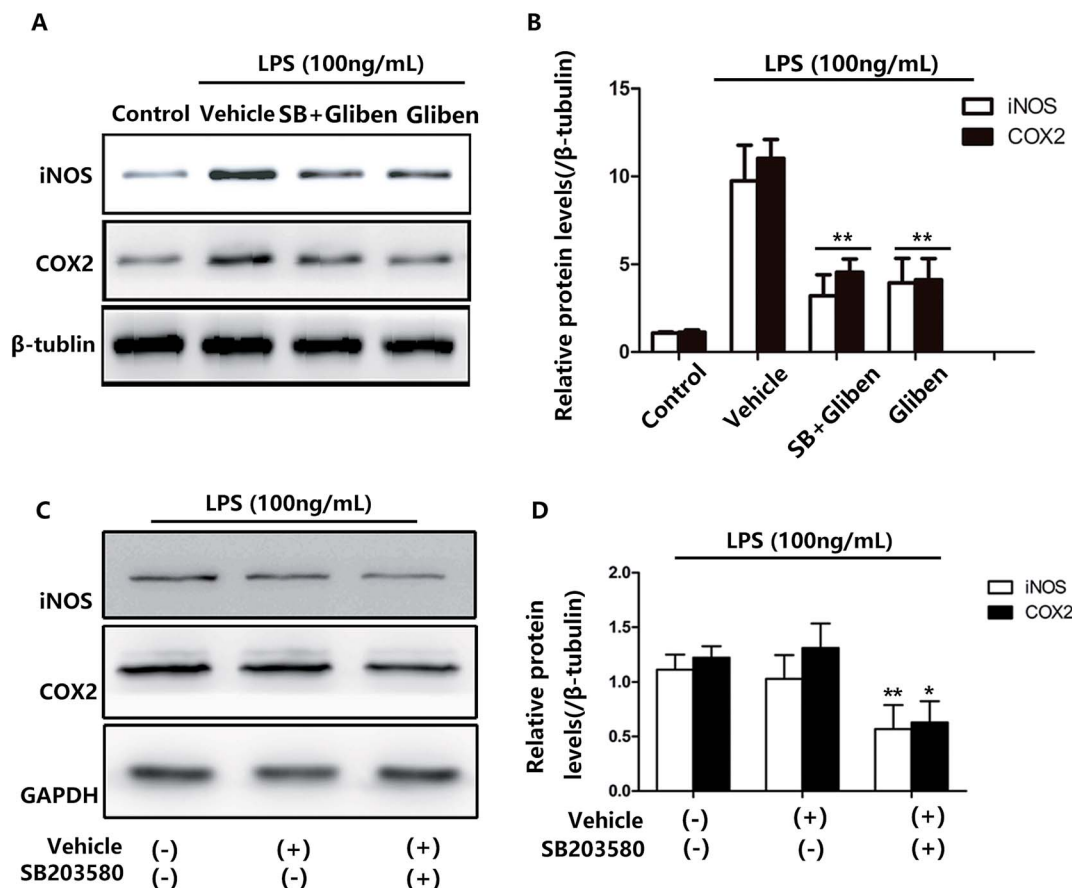 A
LPS (100ng/mL)
Control Vehicle SB+Gliben Gliben
iNOS
COX2
β-tublin
B
LPS (100ng/mL)
iNOS
COX2
Relative protein levels(/β-tubulin)
15
10
5
0
** **
Control
Vehicle
SB+Gliben
Gliben
C
LPS (100ng/mL)
iNOS
COX2
GAPDH
Vehicle (-) (+) (+)
SB203580 (-) (-) (+)
D
LPS (100ng/mL)
iNOS
COX2
Relative protein
levels(/β-tubulin)
2.0
1.5
1.0
0.5
0.0
** *
Vehicle (-) (+) (+)
SB203580 (-) (-) (+)